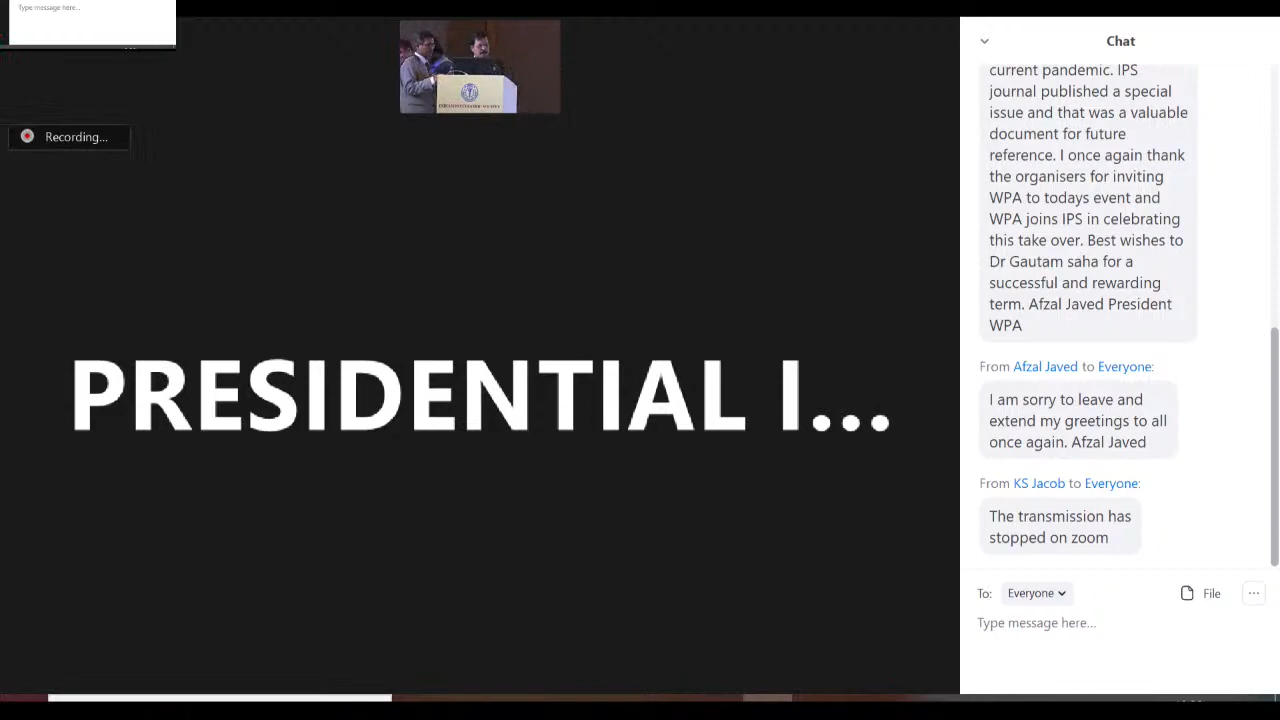 Type message here...
Recording...
PRESIDENTIAL I...
Chat
current pandemic. IPS
journal published a special
issue and that was a valuable
document for future
reference. I once again thank
the organisers for inviting
WPA to todays event and
WPA joins IPS in celebrating
this take over. Best wishes to
Dr Gautam saha for a
successful and rewarding
term. Afzal Javed President
WPA
From Afzal Javed to Everyone:
I am sorry to leave and
extend my greetings to all
once again. Afzal Javed
From KS Jacob to Everyone:
The transmission has
stopped on zoom
To: Everyone File ...
Type message here...